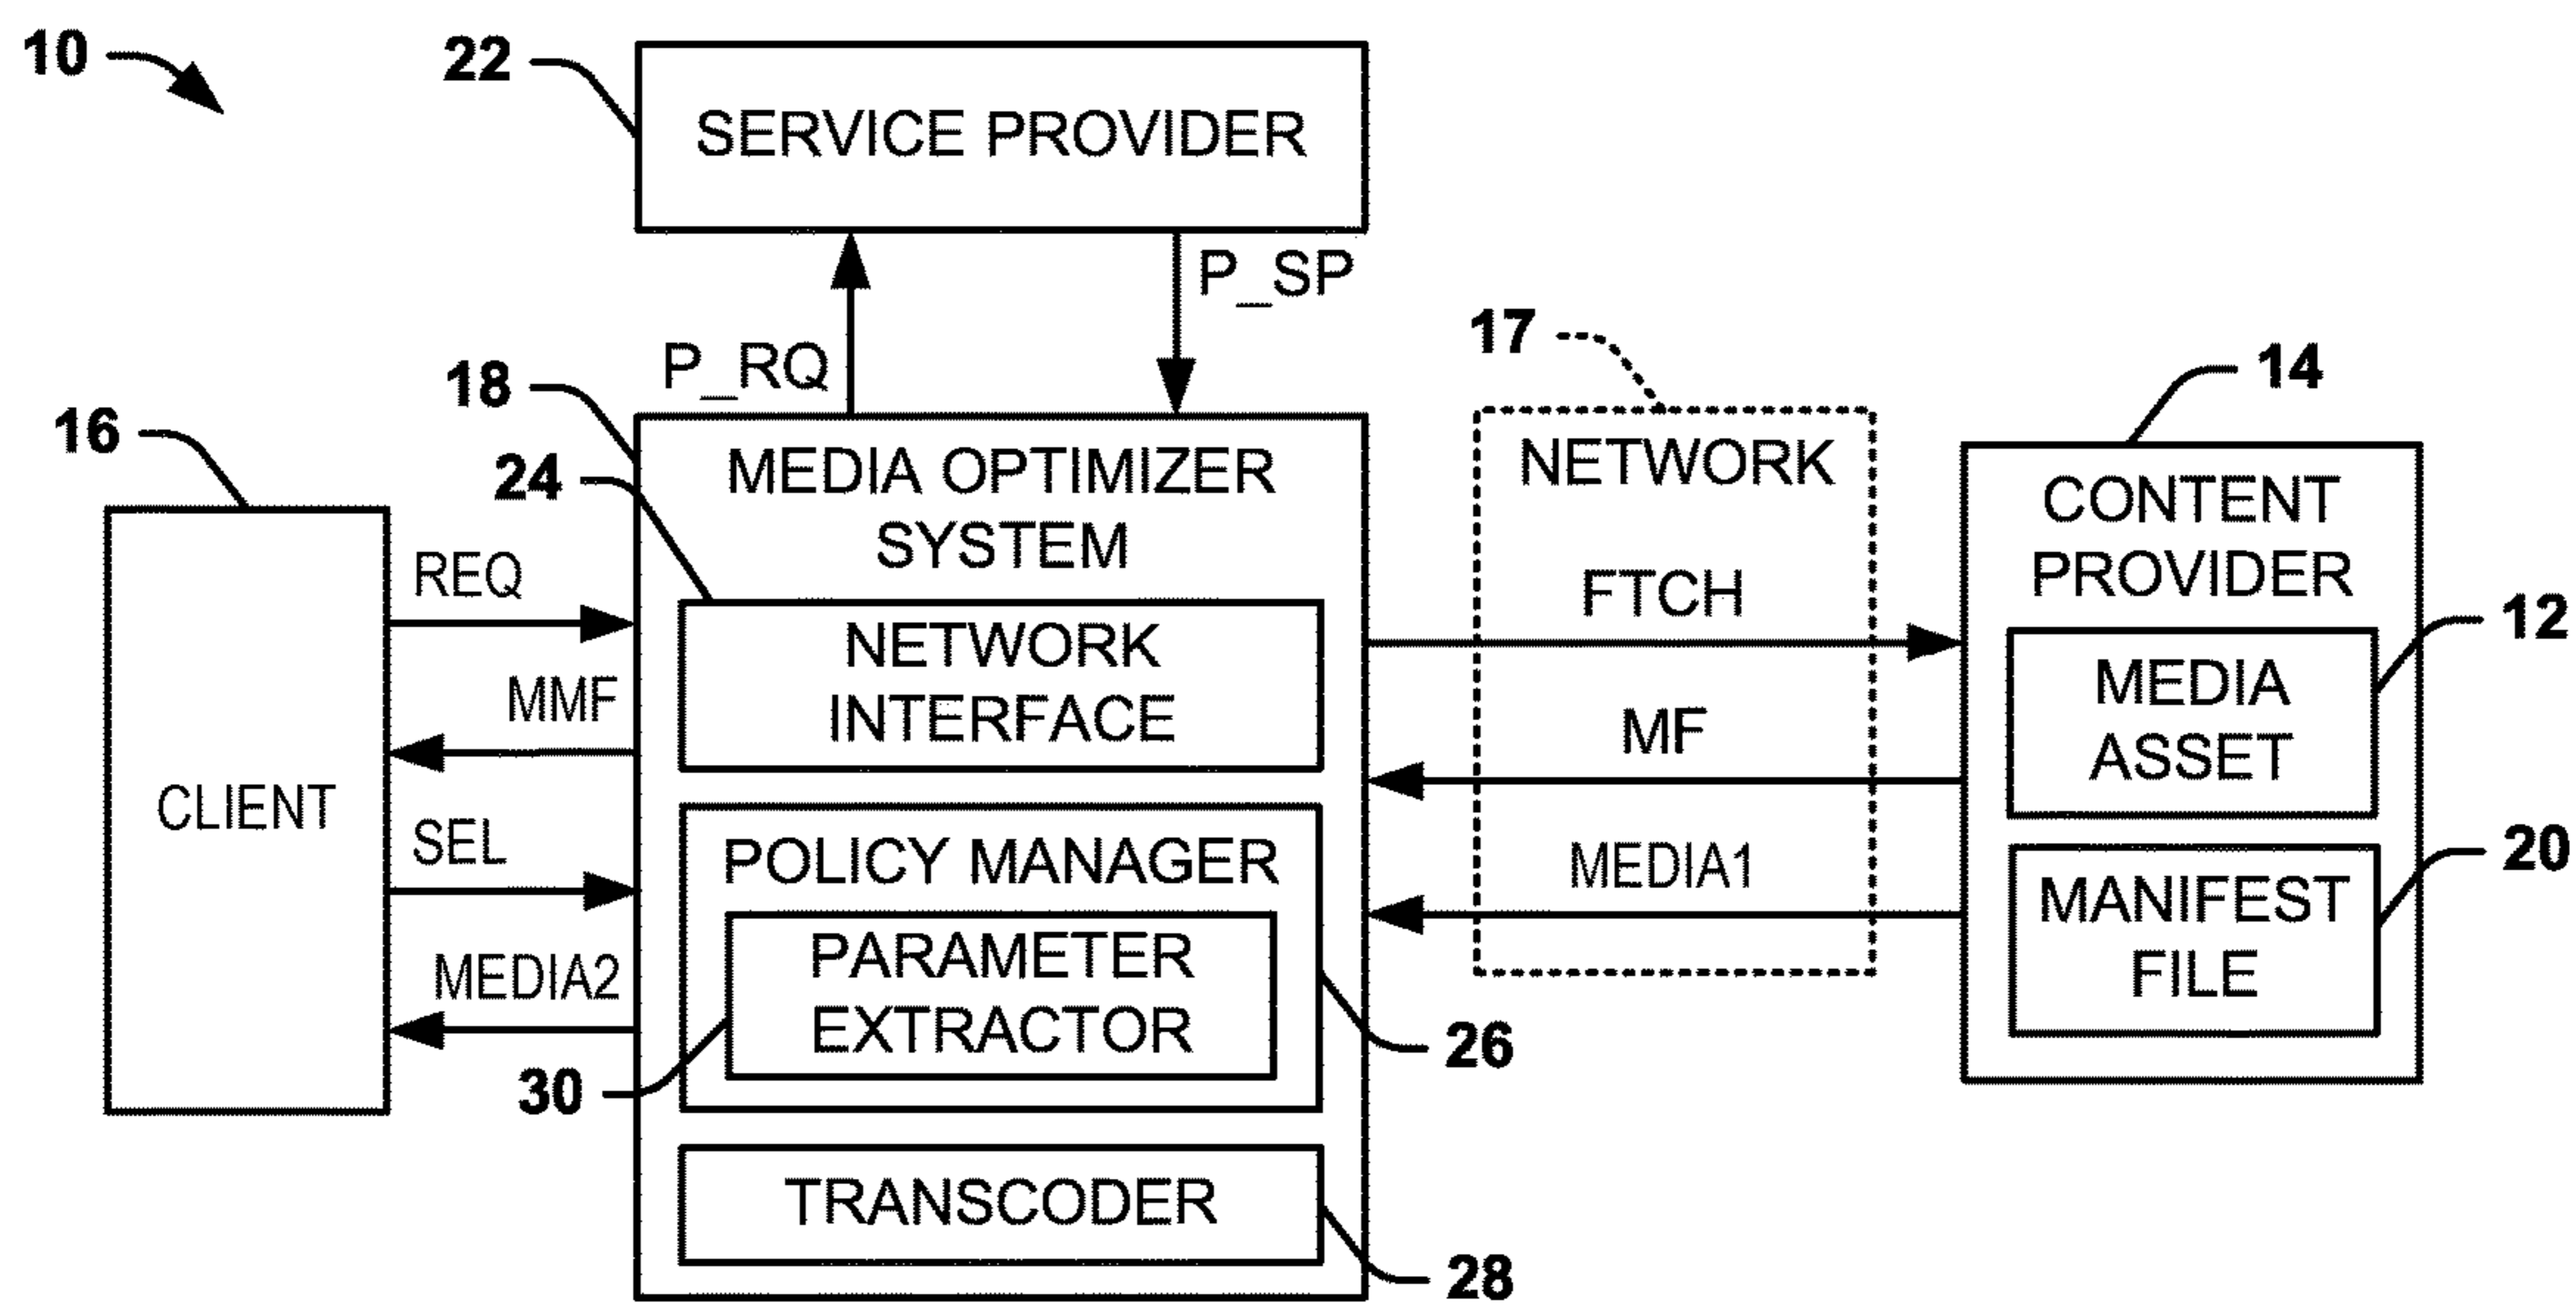 10
22
SERVICE PROVIDER
P_SP
P_RQ
17
18
14
16
24
MEDIA OPTIMIZER
SYSTEM
NETWORK
CONTENT
PROVIDER
REQ
FTCH
12
NETWORK
INTERFACE
MEDIA
ASSET
MMF
MF
CLIENT
SEL
POLICY MANAGER
MEDIA1
20
MANIFEST
FILE
MEDIA2
PARAMETER
EXTRACTOR
26
30
TRANSCODER
28